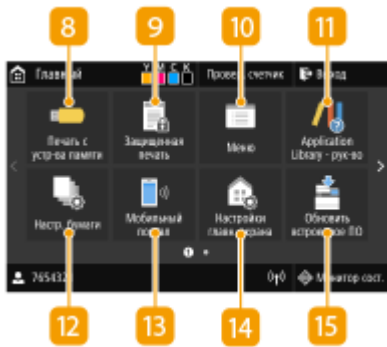 8 9 10 11
Y M C K
Главный Провер. счетчик Выход
Печать с
устр-ва памяти
Защищенная
печать
Меню
Application
Library - рук-во
Настр. бумаги
Мобильный
портал
Настройки
главн. экрана
Обновить
встроенное ПО
7654321 Монитор сост.
12 13 14 15